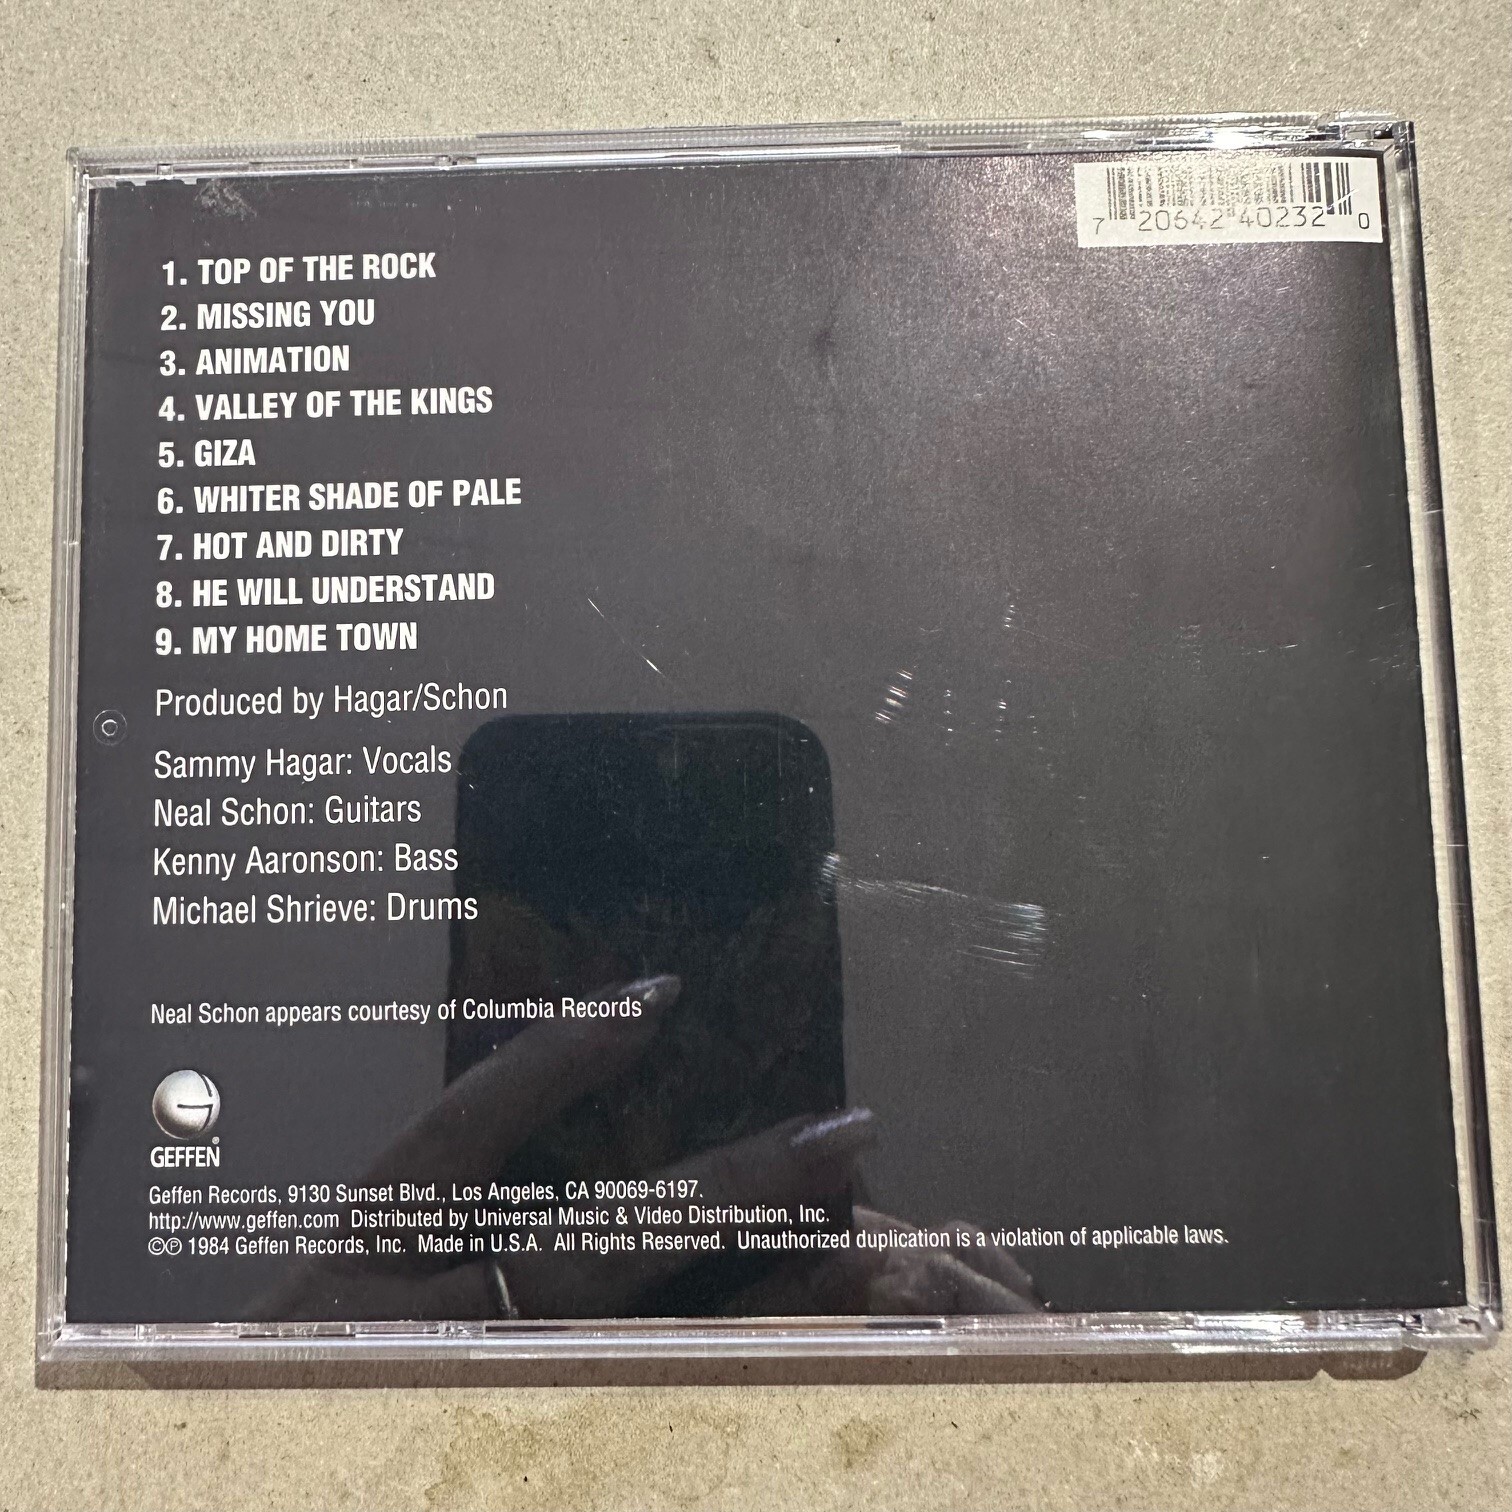 7 20642 40232 0
1. TOP OF THE ROCK
2. MISSING YOU
3. ANIMATION
4. VALLEY OF THE KINGS
5. GIZA
6. WHITER SHADE OF PALE
7. HOT AND DIRTY
8. HE WILL UNDERSTAND
9. MY HOME TOWN
Produced by Hagar/Schon
Sammy Hagar: Vocals
Neal Schon: Guitars
Kenny Aaronson: Bass
Michael Shrieve: Drums
Neal Schon appears courtesy of Columbia Records
G
GEFFEN®
Geffen Records, 9130 Sunset Blvd., Los Angeles, CA 90069-6197.
http://www.geffen.com Distributed by Universal Music & Video Distribution, Inc.
©℗ 1984 Geffen Records, Inc. Made in U.S.A. All Rights Reserved. Unauthorized duplication is a violation of applicable laws.